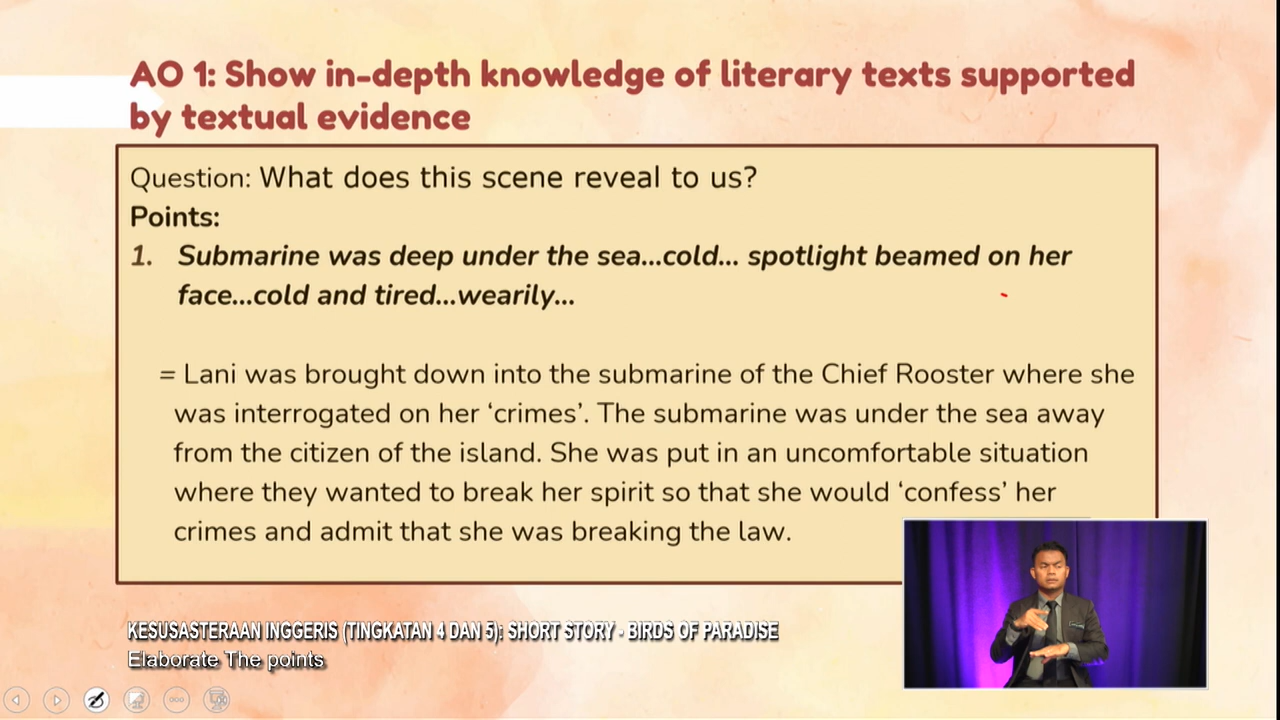 AO 1: Show in-depth knowledge of literary texts supported
by textual evidence
Question: What does this scene reveal to us?
Points:
1. Submarine was deep under the sea...cold... spotlight beamed on her
face...cold and tired...wearily...
= Lani was brought down into the submarine of the Chief Rooster where she
was interrogated on her ‘crimes’. The submarine was under the sea away
from the citizen of the island. She was put in an uncomfortable situation
where they wanted to break her spirit so that she would ‘confess’ her
crimes and admit that she was breaking the law.
KESUSASTERAAN INGGERIS (TINGKATAN 4 DAN 5): SHORT STORY - BIRDS OF PARADISE
Elaborate The points